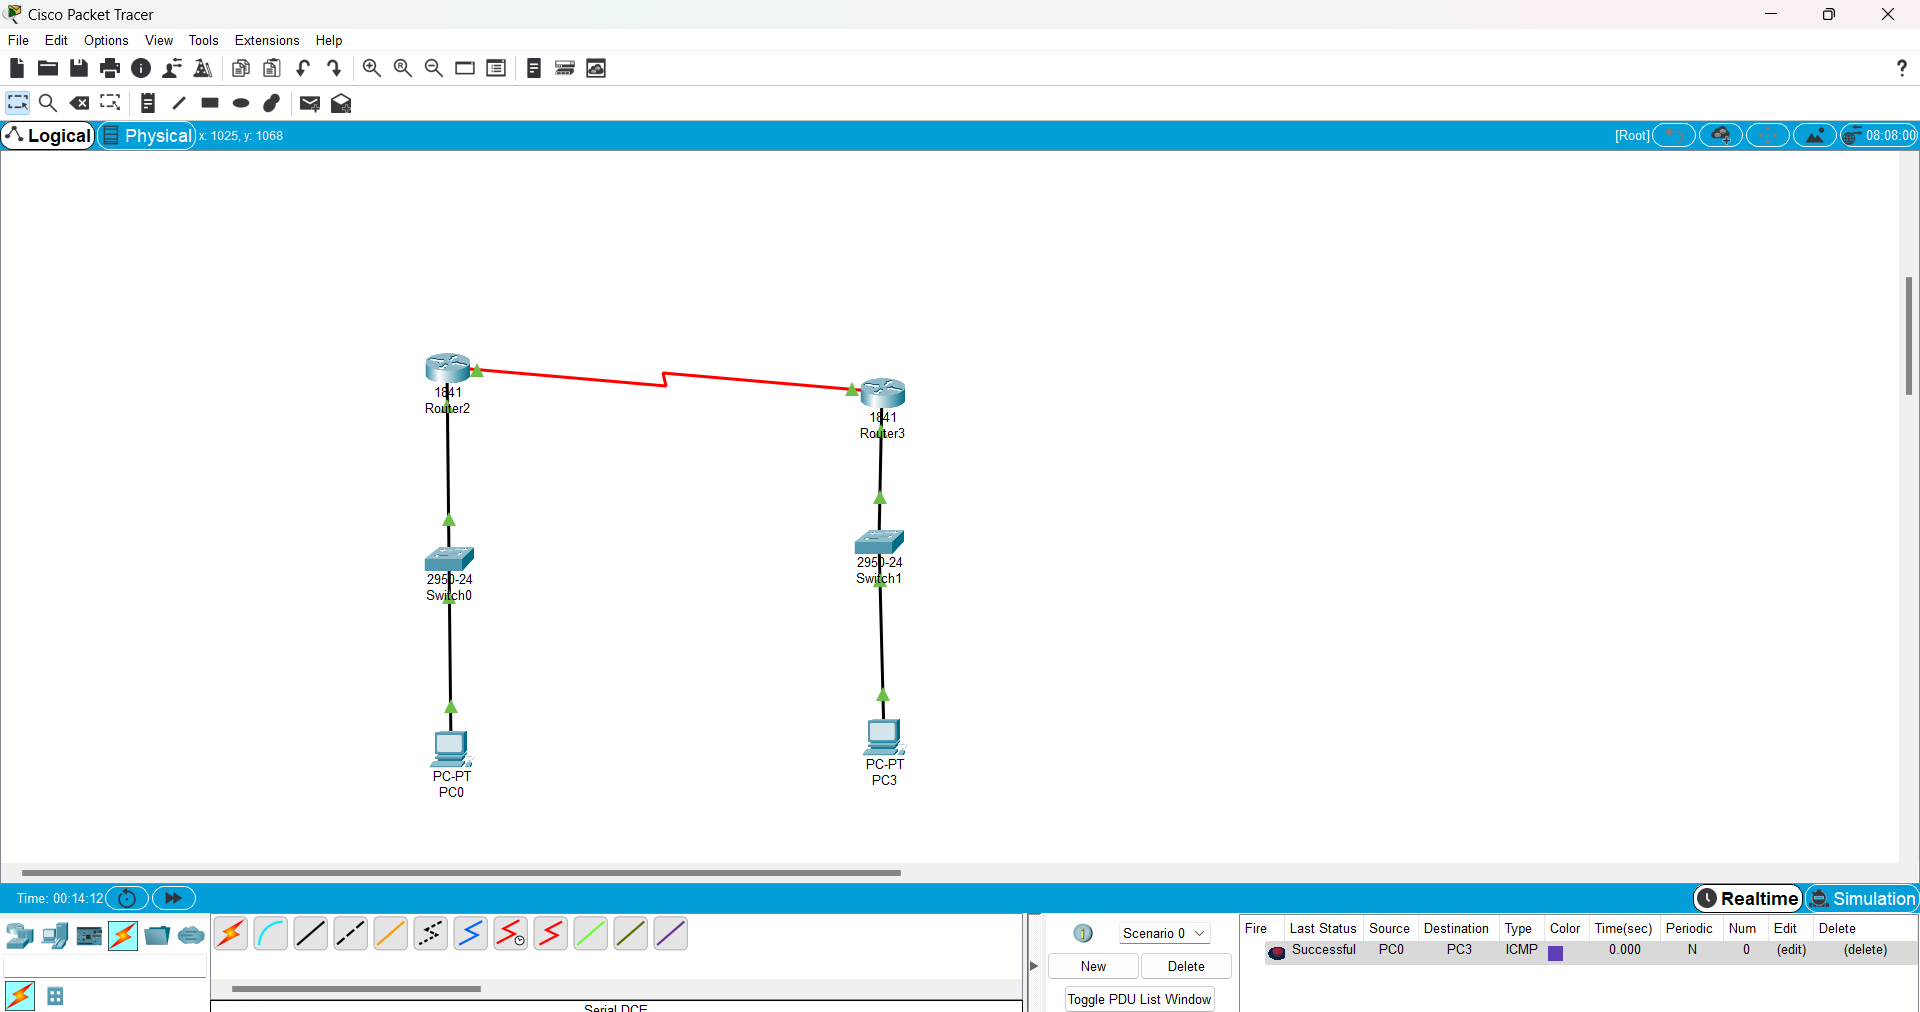 Cisco Packet Tracer
File Edit Options View Tools Extensions Help
?
Logical Physical x: 1025, y: 1068 [Root] 08:08:00
1841
Router2
1841
Router3
2950-24
Switch1
2950-24
Switch0
PC-PT
PC3
PC-PT
PC0
Time: 00:14:12 Realtime Simulation
Scenario 0
New Delete
Toggle PDU List Window
Fire Last Status Source Destination Type Color Time(sec) Periodic Num Edit Delete
Successful PC0 PC3 ICMP 0.000 N 0 (edit) (delete)
Serial DCE